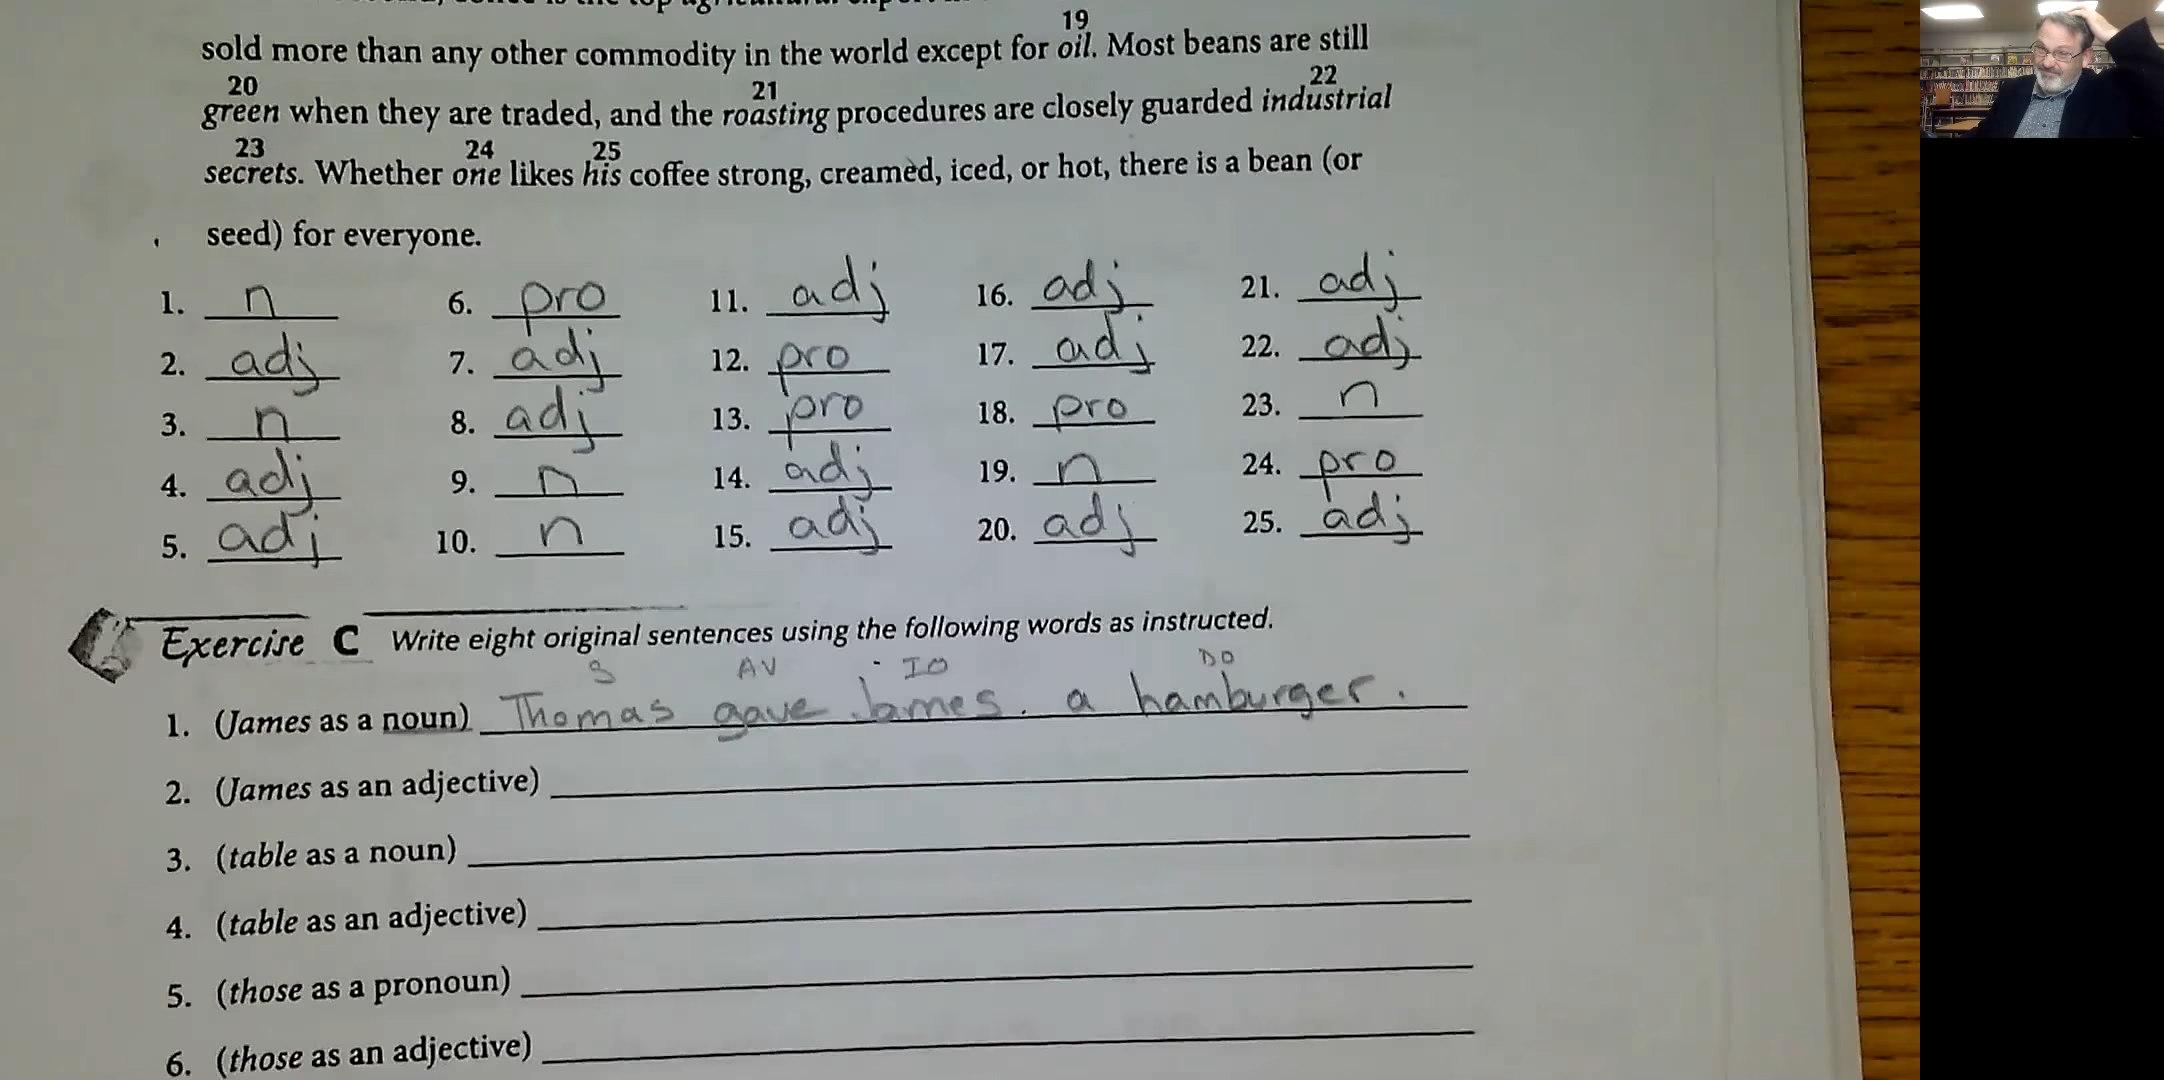 19
sold more than any other commodity in the world except for oil. Most beans are still
20 21 22
green when they are traded, and the roasting procedures are closely guarded industrial
23 24 25
secrets. Whether one likes his coffee strong, creamed, iced, or hot, there is a bean (or
seed) for everyone.
1. n 6. pro 11. adj 16. adj 21. adj
2. adj 7. adj 12. pro 17. adj 22. adj
3. n 8. adj 13. pro 18. pro 23. n
4. adj 9. n 14. adj 19. n 24. pro
5. adj 10. n 15. adj 20. adj 25. adj
Exercise C Write eight original sentences using the following words as instructed.
S AV IO DO
1. (James as a noun) Thomas gave James. a hamburger.
2. (James as an adjective)
3. (table as a noun)
4. (table as an adjective)
5. (those as a pronoun)
6. (those as an adjective)